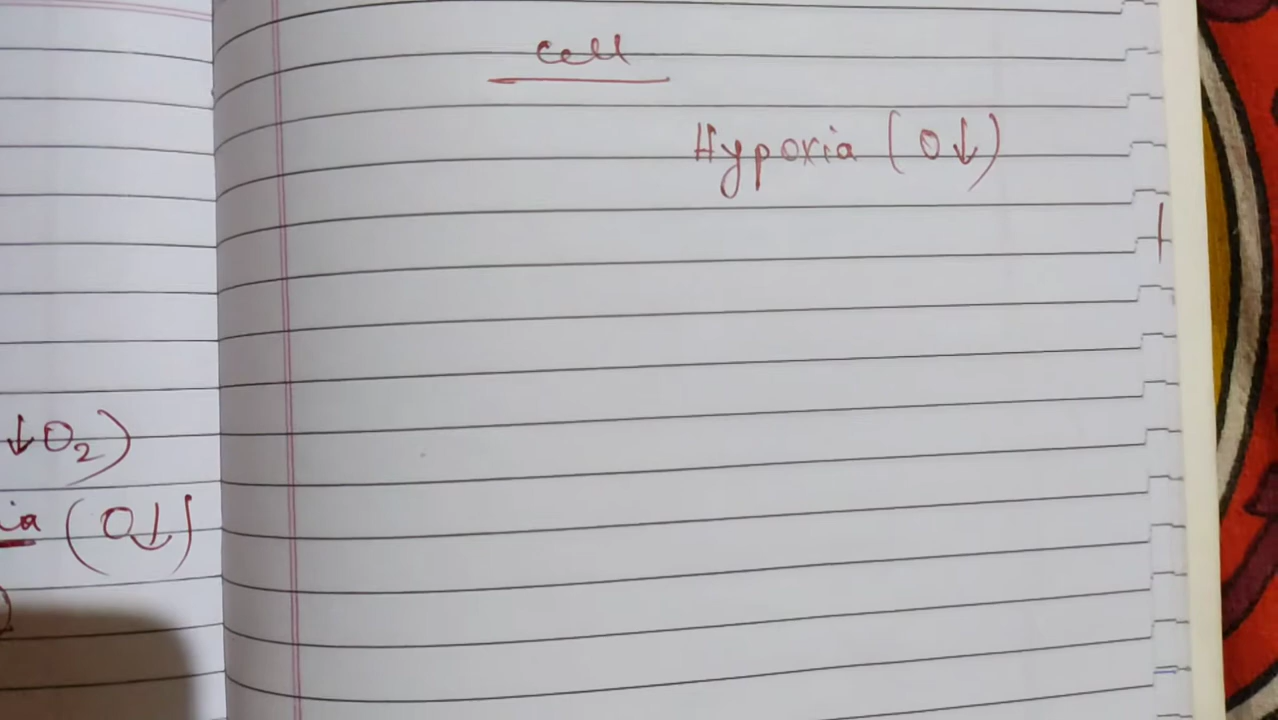 cell
Hypoxia (O↓)
↓O₂)
ia (O↓)